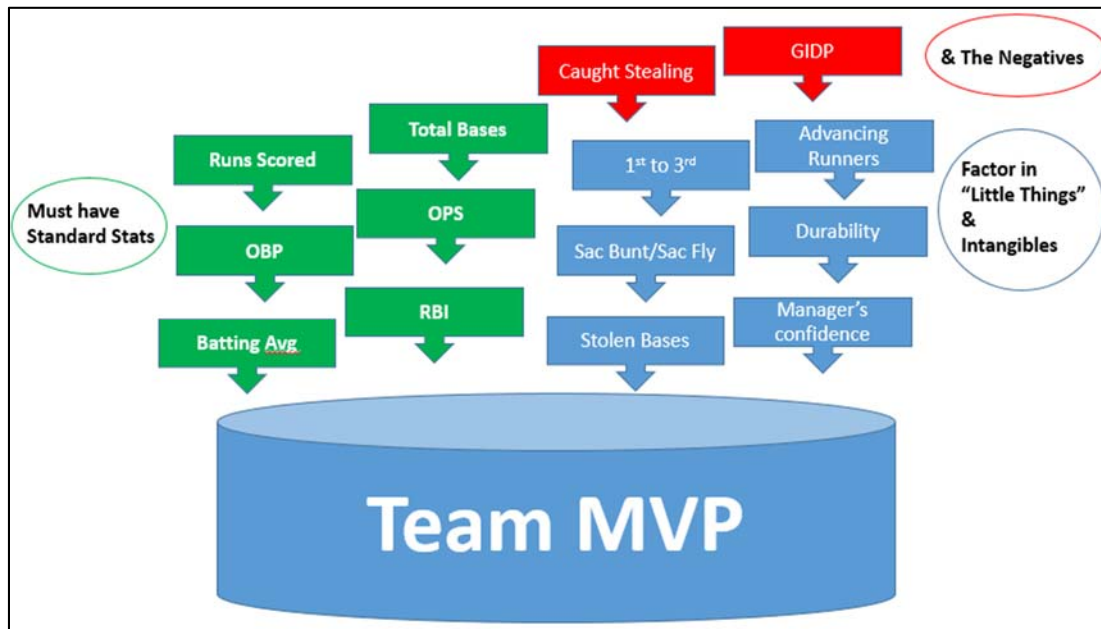 Must have
Standard Stats
Runs Scored
OBP
Batting Avg
Total Bases
OPS
RBI
Caught Stealing
1st to 3rd
Sac Bunt/Sac Fly
Stolen Bases
GIDP
Advancing
Runners
Durability
Manager's
confidence
& The Negatives
Factor in
“Little Things”
&
Intangibles
Team MVP